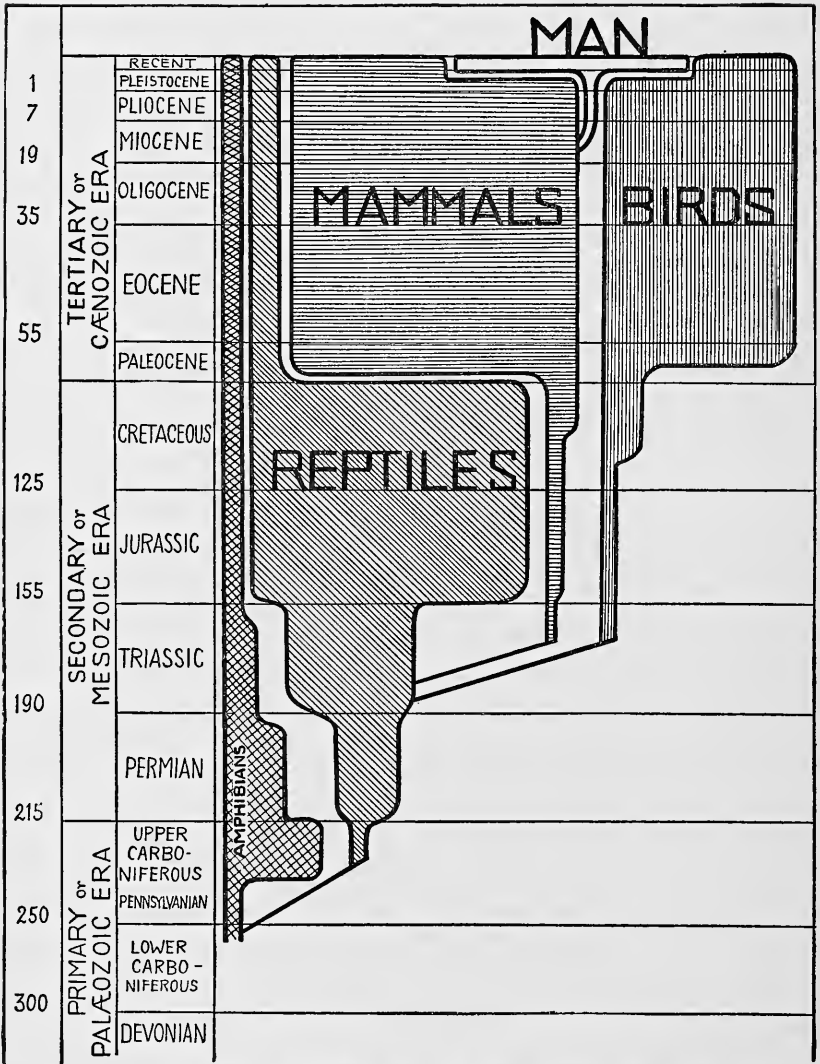 MAN
RECENT
1
PLEISTOCENE
7
PLIOCENE
19
MIOCENE
35
OLIGOCENE
MAMMALS
BIRDS
TERTIARY or
CÆNOZOIC ERA
EOCENE
55
PALEOCENE
CRETACEOUS
REPTILES
125
SECONDARY or
MESOZOIC ERA
JURASSIC
155
TRIASSIC
190
PERMIAN
AMPHIBIANS
215
PRIMARY or
PALÆOZOIC ERA
UPPER
CARBO-
NIFEROUS
PENNSYLVANIAN
250
LOWER
CARBO-
NIFEROUS
300
DEVONIAN